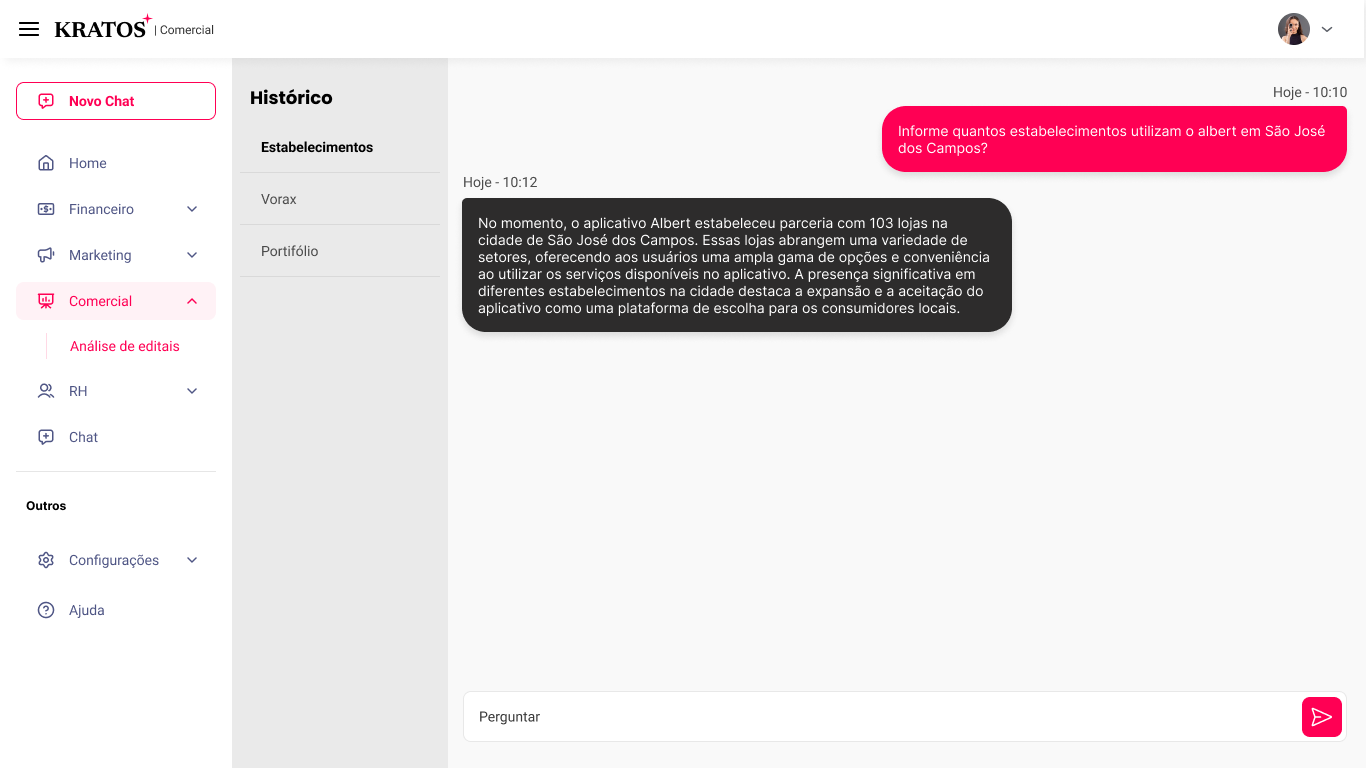 KRATOS | Comercial
Novo Chat
Home
Financeiro
Marketing
Comercial
Análise de editais
RH
Chat
Outros
Configurações
Ajuda
Histórico
Estabelecimentos
Vorax
Portifólio
Hoje - 10:10
Informe quantos estabelecimentos utilizam o albert em São José
dos Campos?
Hoje - 10:12
No momento, o aplicativo Albert estabeleceu parceria com 103 lojas na
cidade de São José dos Campos. Essas lojas abrangem uma variedade de
setores, oferecendo aos usuários uma ampla gama de opções e conveniência
ao utilizar os serviços disponíveis no aplicativo. A presença significativa em
diferentes estabelecimentos na cidade destaca a expansão e a aceitação do
aplicativo como uma plataforma de escolha para os consumidores locais.
Perguntar